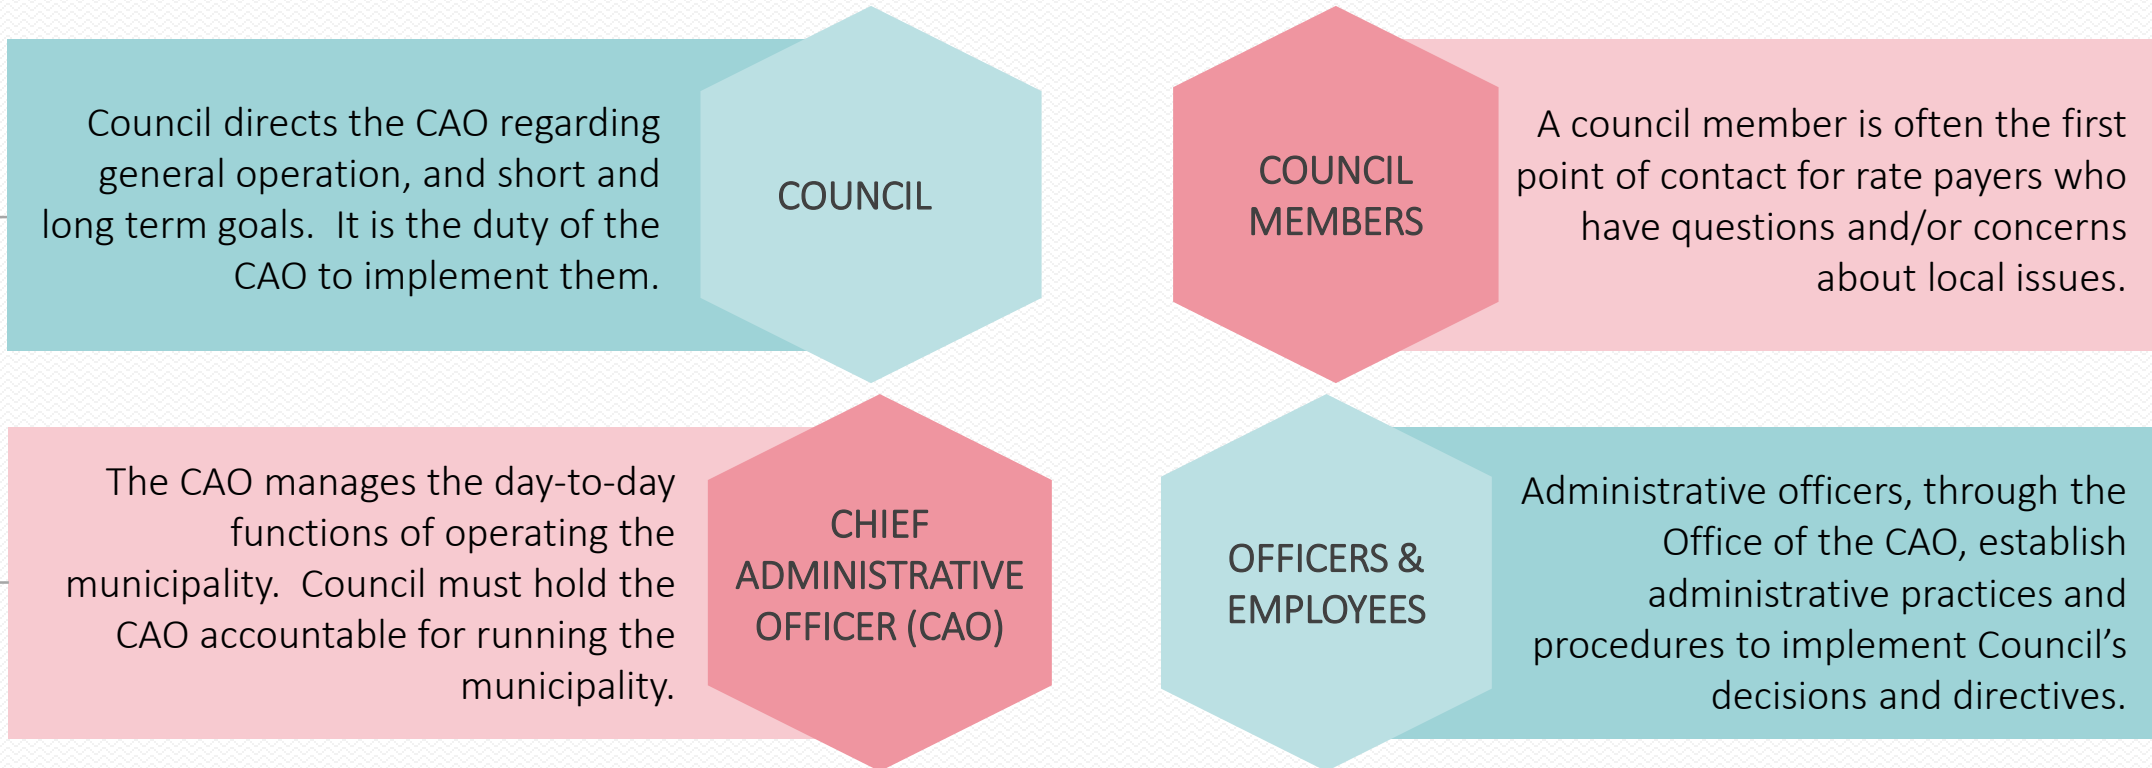 Council directs the CAO regarding
general operation, and short and
long term goals.  It is the duty of the
CAO to implement them.
COUNCIL
COUNCIL
MEMBERS
A council member is often the first
point of contact for rate payers who
have questions and/or concerns
about local issues.
The CAO manages the day-to-day
functions of operating the
municipality.  Council must hold the
CAO accountable for running the
municipality.
CHIEF
ADMINISTRATIVE
OFFICER (CAO)
OFFICERS &
EMPLOYEES
Administrative officers, through the
Office of the CAO, establish
administrative practices and
procedures to implement Council’s
decisions and directives.